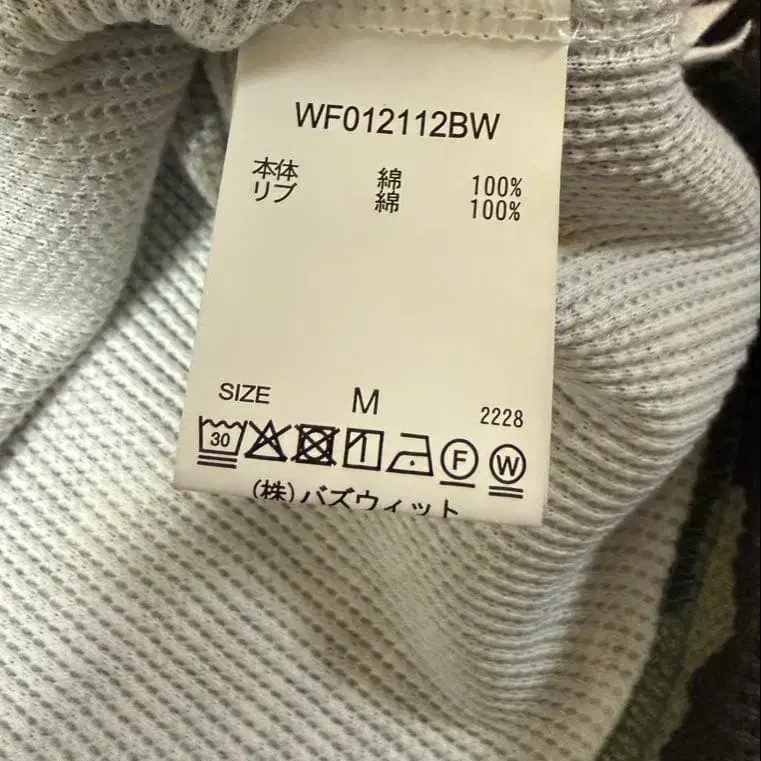 WF012112BW
本体 綿 100%
リブ 綿 100%
SIZE M 2228
30 F W
(株)バズウィット